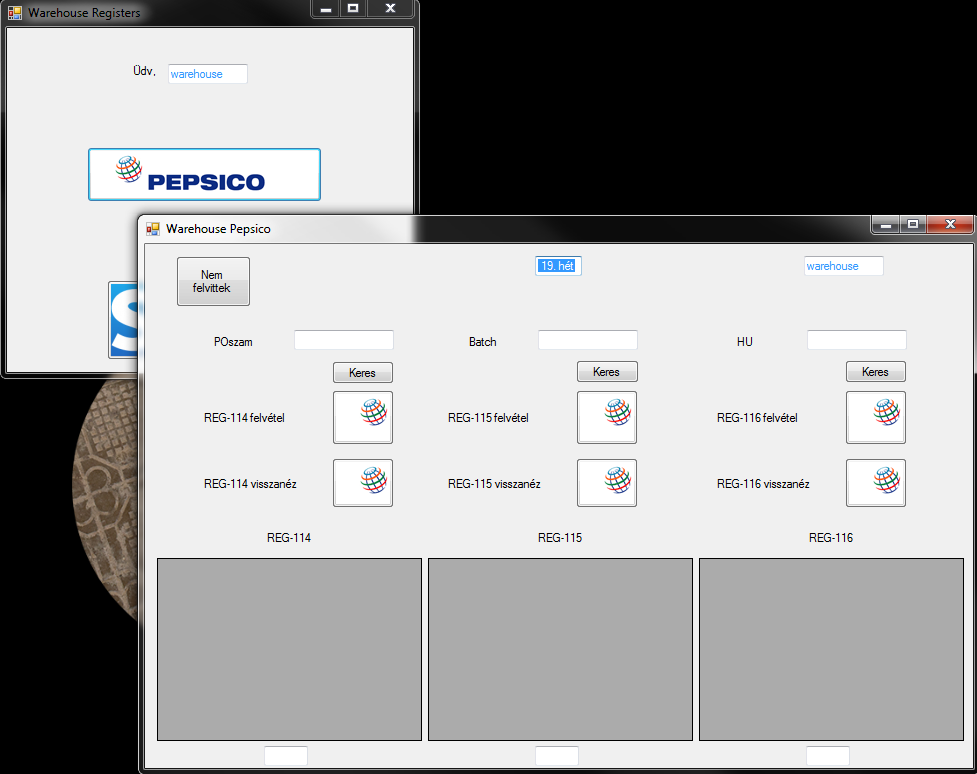 Warehouse Registers
Üdv,
warehouse
PEPSICO
S
Warehouse Pepsico
Nem
felvittek
19. hét
warehouse
POszam
Batch
HU
Keres
Keres
Keres
REG-114 felvétel
REG-115 felvétel
REG-116 felvétel
REG-114 visszanéz
REG-115 visszanéz
REG-116 visszanéz
REG-114
REG-115
REG-116